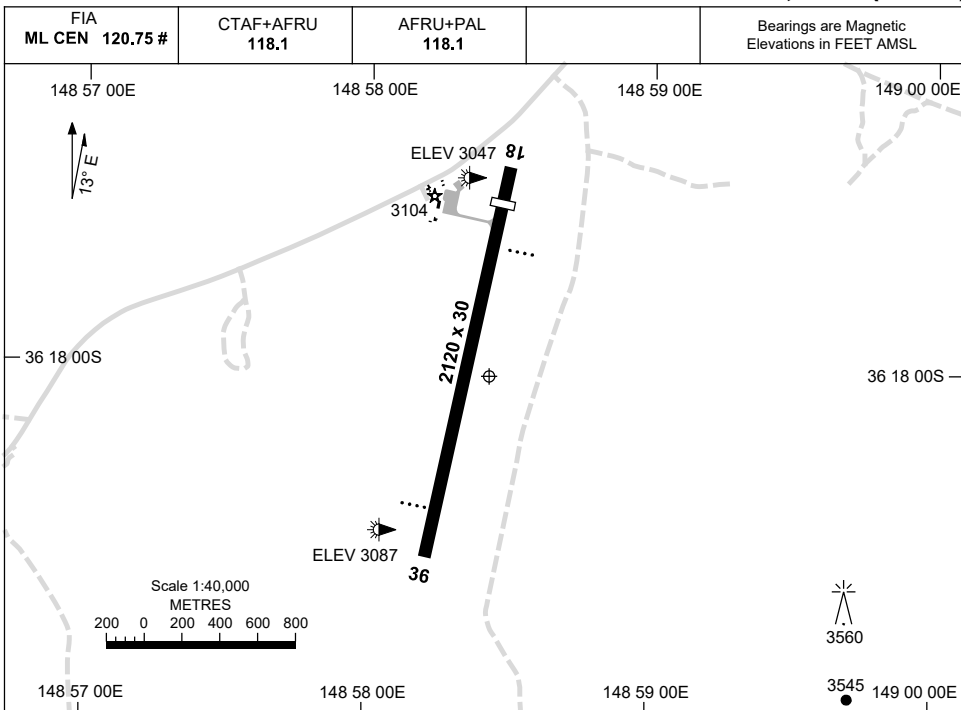 FIA
ML CEN 120.75 #
CTAF+AFRU
118.1
AFRU+PAL
118.1
Bearings are Magnetic
Elevations in FEET AMSL
148 57 00E
148 58 00E
148 59 00E
149 00 00E
13° E
ELEV 3047
18
3104
2120 x 30
36 18 00S
36 18 00S
ELEV 3087
36
Scale 1:40,000
METRES
200 0 200 400 600 800
3560
3545
148 57 00E
148 58 00E
148 59 00E
149 00 00E